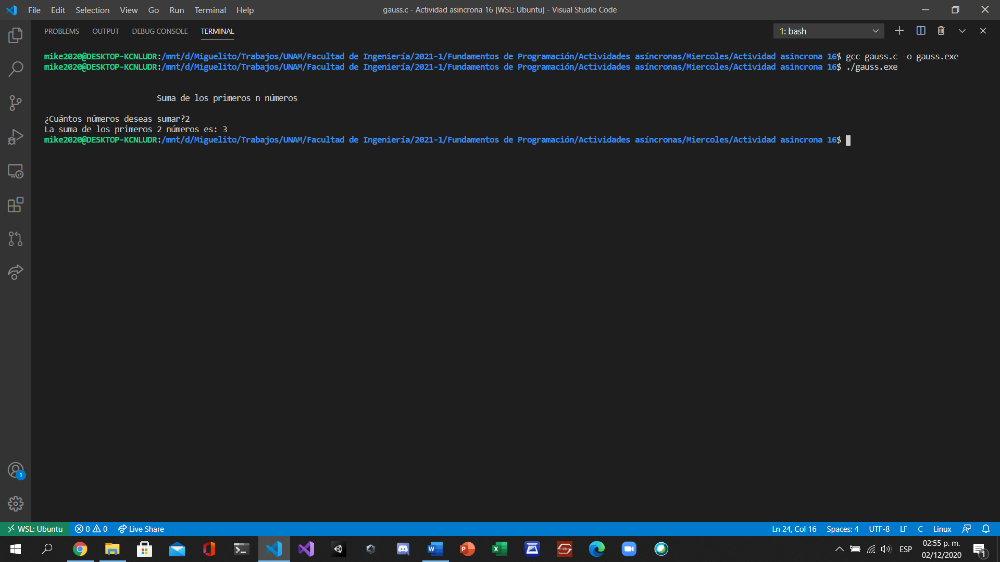 File Edit Selection View Go Run Terminal Help
gauss.c - Actividad asincrona 16 [WSL: Ubuntu] - Visual Studio Code
PROBLEMS OUTPUT DEBUG CONSOLE TERMINAL
1: bash
mike2020@DESKTOP-KCNLUDR:/mnt/d/Miguelito/Trabajos/UNAM/Facultad de Ingeniería/2021-1/Fundamentos de Programación/Actividades asíncronas/Miercoles/Actividad asincrona 16$ gcc gauss.c -o gauss.exe
mike2020@DESKTOP-KCNLUDR:/mnt/d/Miguelito/Trabajos/UNAM/Facultad de Ingeniería/2021-1/Fundamentos de Programación/Actividades asíncronas/Miercoles/Actividad asincrona 16$ ./gauss.exe
Suma de los primeros n números
¿Cuántos números deseas sumar?2
La suma de los primeros 2 números es: 3
mike2020@DESKTOP-KCNLUDR:/mnt/d/Miguelito/Trabajos/UNAM/Facultad de Ingeniería/2021-1/Fundamentos de Programación/Actividades asíncronas/Miercoles/Actividad asincrona 16$
1
WSL: Ubuntu 0 0 Live Share
Ln 24, Col 16 Spaces: 4 UTF-8 LF C Linux
ESP
02:55 p. m.
02/12/2020
1